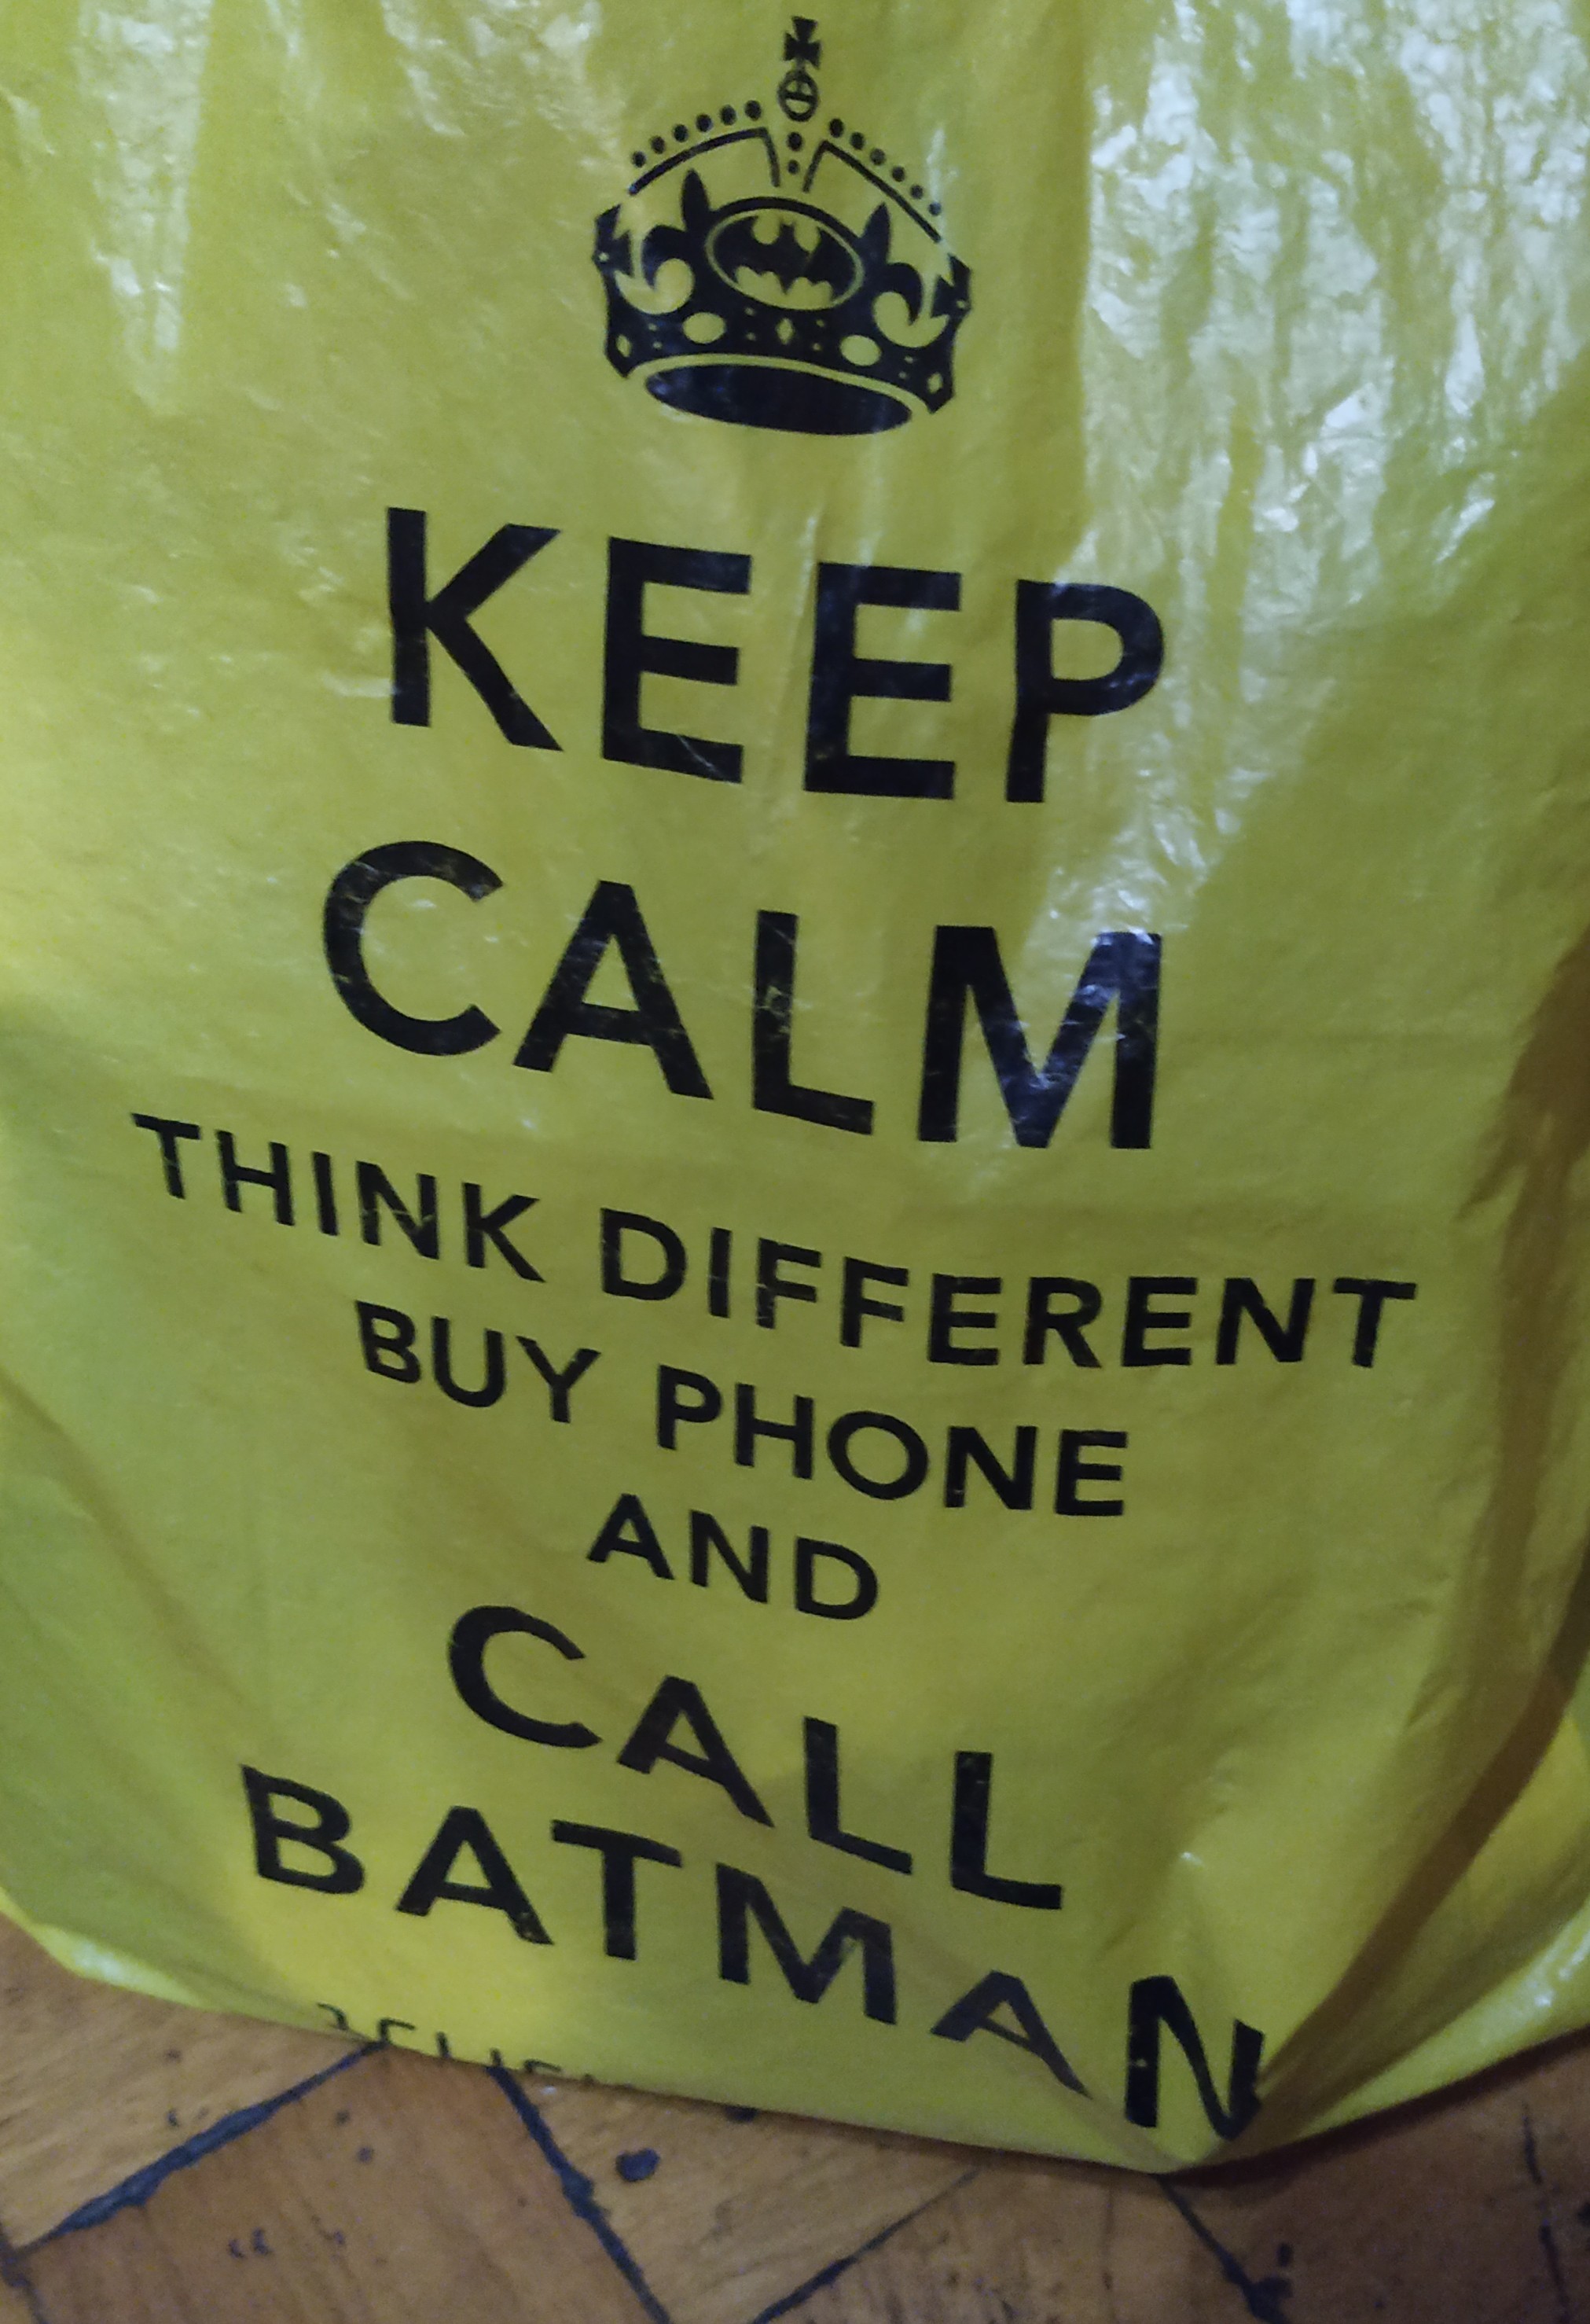 KEEP
CALM
THINK DIFFERENT
BUY PHONE
AND
CALL
BATMAN